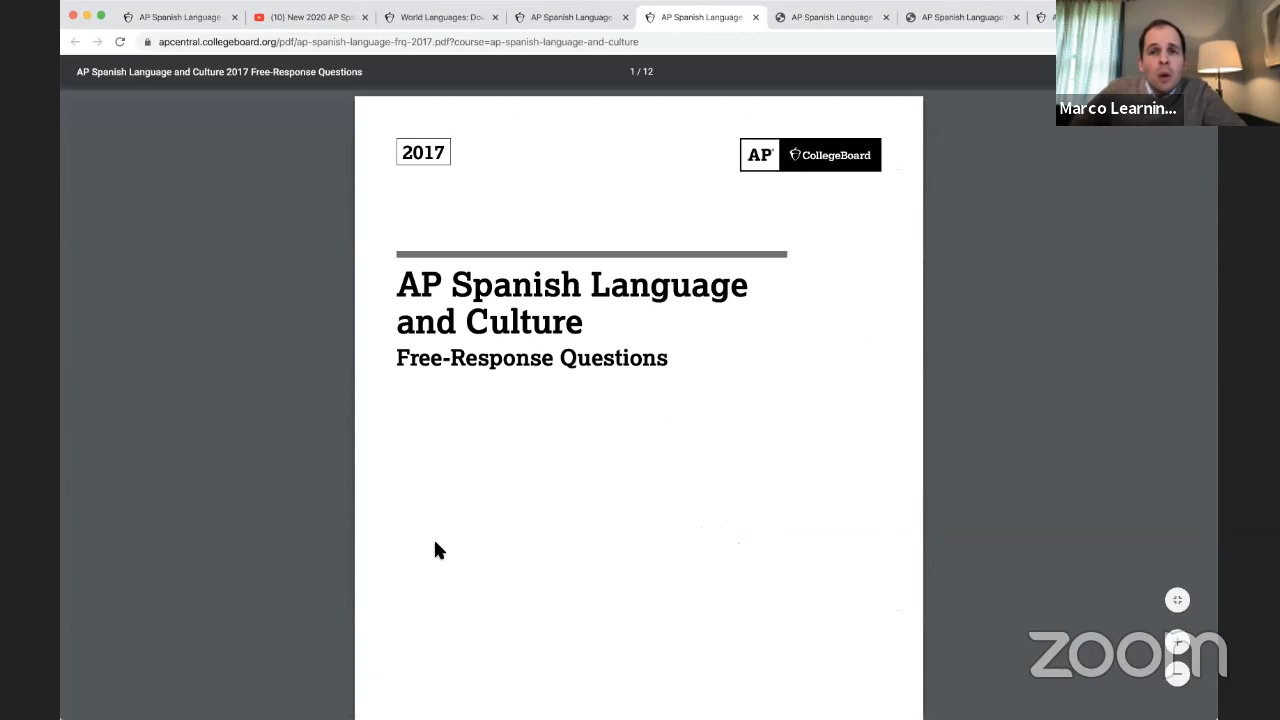 AP Spanish Language
(10) New 2020 AP Spa
World Languages: Dov
AP Spanish Language
AP Spanish Language
AP Spanish Language
AP Spanish Language
apcentral.collegeboard.org/pdf/ap-spanish-language-frq-2017.pdf?course=ap-spanish-language-and-culture
AP Spanish Language and Culture 2017 Free-Response Questions
1 / 12
Marco Learnin...
2017
AP® CollegeBoard
AP Spanish Language
and Culture
Free-Response Questions
zoom